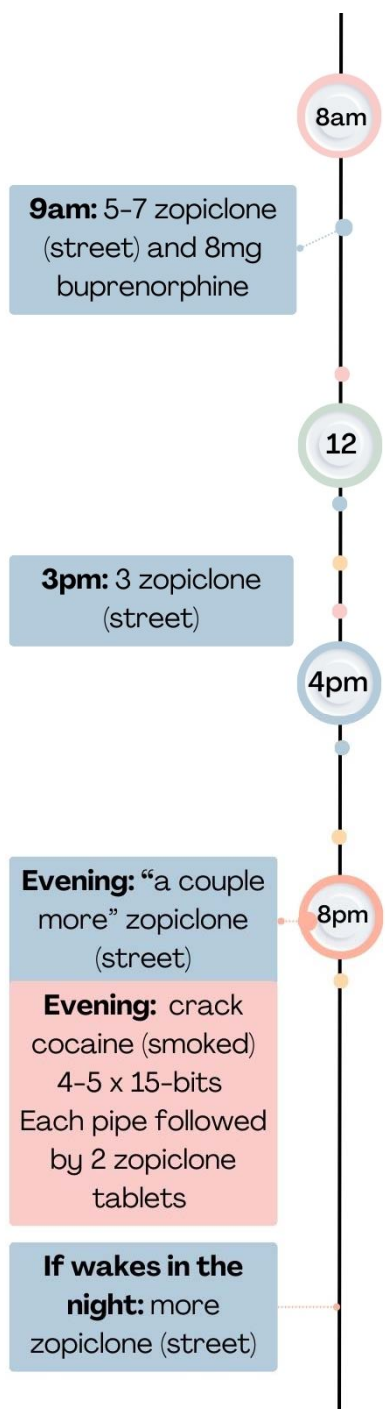 8am
9am: 5-7 zopiclone
(street) and 8mg
buprenorphine
12
3pm: 3 zopiclone
(street)
4pm
Evening: “a couple
more” zopiclone
(street)
8pm
Evening: crack
cocaine (smoked)
4-5 x 15-bits
Each pipe followed
by 2 zopiclone
tablets
If wakes in the
night: more
zopiclone (street)